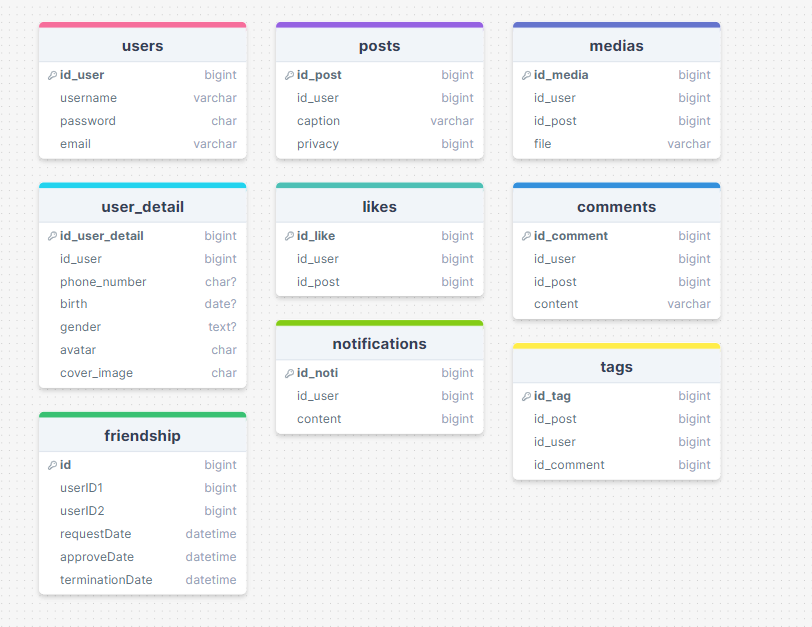 users
id_user bigint
username varchar
password char
email varchar
posts
id_post bigint
id_user bigint
caption varchar
privacy bigint
medias
id_media bigint
id_user bigint
id_post bigint
file varchar
user_detail
id_user_detail bigint
id_user bigint
phone_number char?
birth date?
gender text?
avatar char
cover_image char
likes
id_like bigint
id_user bigint
id_post bigint
comments
id_comment bigint
id_user bigint
id_post bigint
content varchar
notifications
id_noti bigint
id_user bigint
content bigint
tags
id_tag bigint
id_post bigint
id_user bigint
id_comment bigint
friendship
id bigint
userID1 bigint
userID2 bigint
requestDate datetime
approveDate datetime
terminationDate datetime